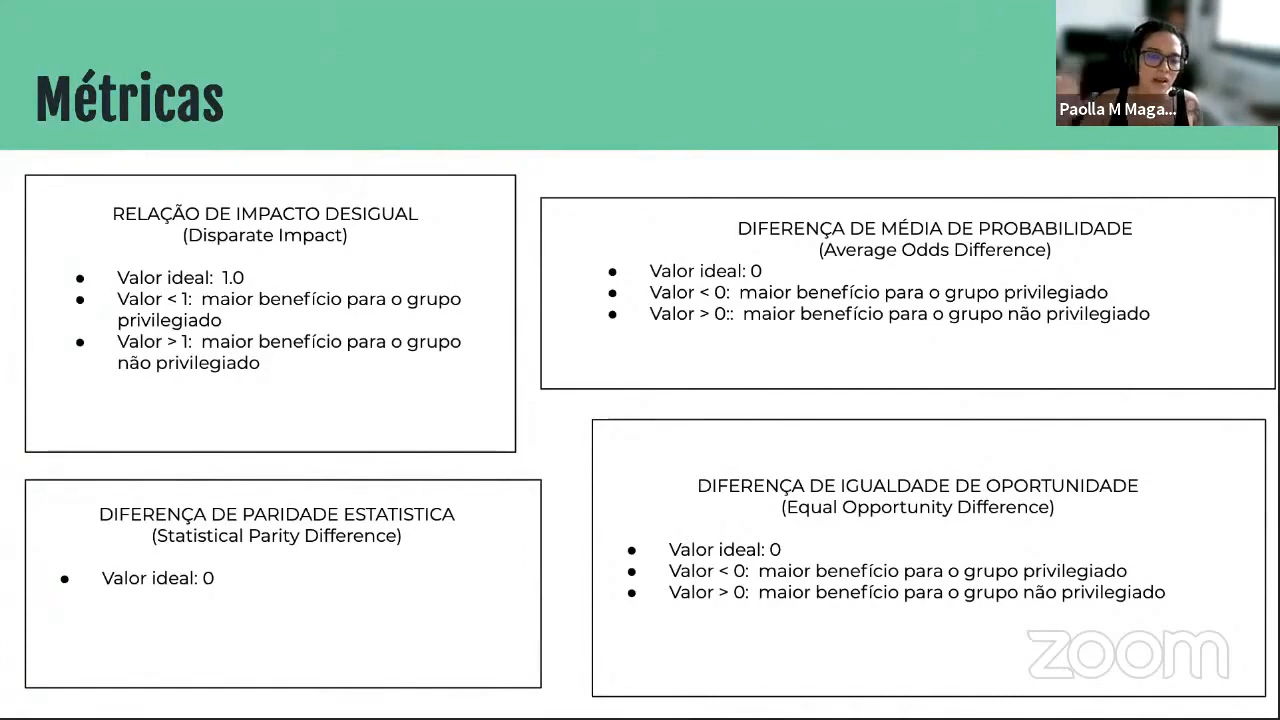 Métricas
Paolla M Maga...
RELAÇÃO DE IMPACTO DESIGUAL
(Disparate Impact)
● Valor ideal: 1.0
● Valor < 1: maior benefício para o grupo
privilegiado
● Valor > 1: maior benefício para o grupo
não privilegiado
DIFERENÇA DE MÉDIA DE PROBABILIDADE
(Average Odds Difference)
● Valor ideal: 0
● Valor < 0: maior benefício para o grupo privilegiado
● Valor > 0:: maior benefício para o grupo não privilegiado
DIFERENÇA DE PARIDADE ESTATISTICA
(Statistical Parity Difference)
● Valor ideal: 0
DIFERENÇA DE IGUALDADE DE OPORTUNIDADE
(Equal Opportunity Difference)
● Valor ideal: 0
● Valor < 0: maior benefício para o grupo privilegiado
● Valor > 0: maior benefício para o grupo não privilegiado
zoom